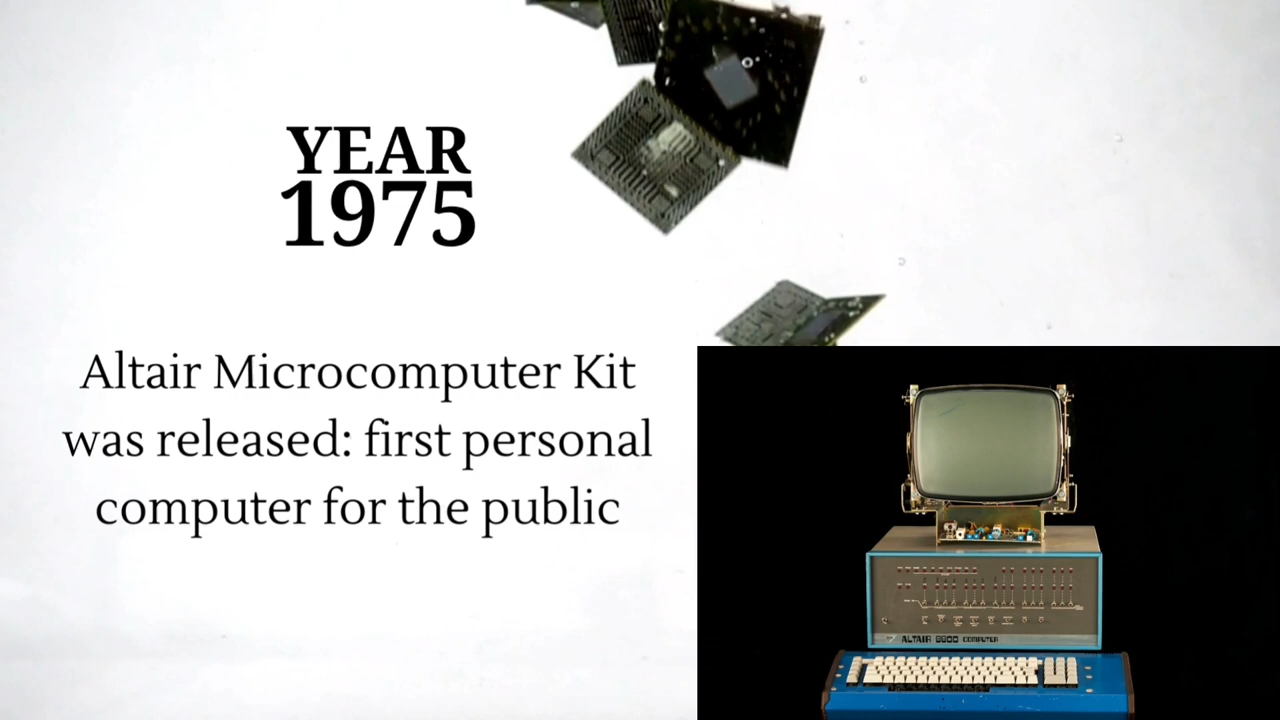 YEAR
1975
Altair Microcomputer Kit
was released: first personal
computer for the public
ALTAIR 8800 COMPUTER